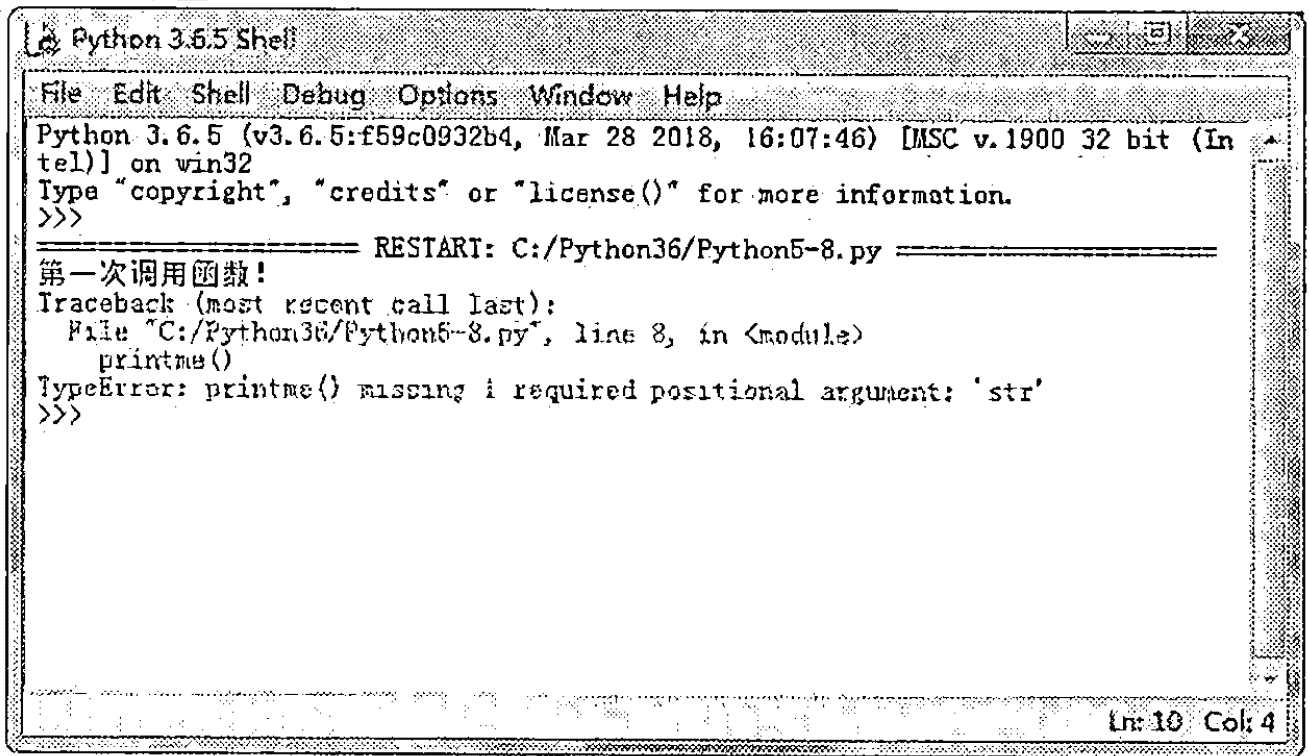 Python 3.6.5 Shell
File Edit Shell Debug Options Window Help
Python 3.6.5 (v3.6.5:f59c0932b4, Mar 28 2018, 16:07:46) [MSC v.1900 32 bit (In
tel)] on win32
Type "copyright", "credits" or "license()" for more information.
>>>
=================== RESTART: C:/Python36/Python5-8.py ===================
第一次调用函数!
Traceback (most recent call last):
  File "C:/Python36/Python5-8.py", line 8, in <module>
    printme()
TypeError: printme() missing 1 required positional argument: 'str'
>>>
Ln: 10 Col: 4